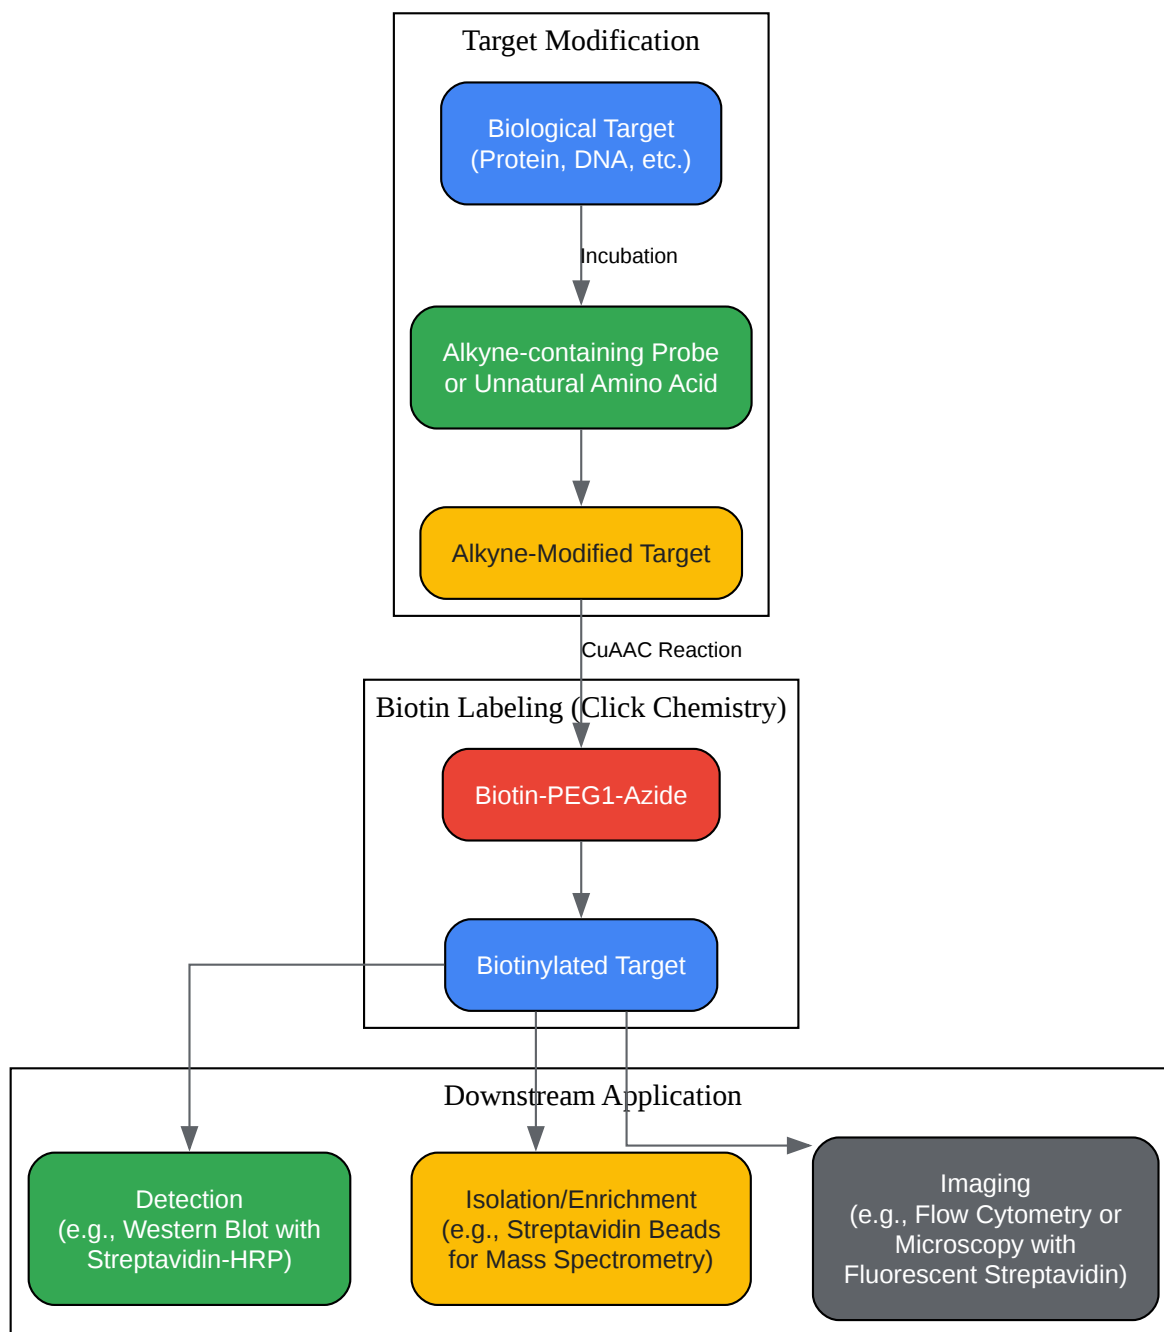 Target Modification
Biological Target
(Protein, DNA, etc.)
Incubation
Alkyne-containing Probe
or Unnatural Amino Acid
Alkyne-Modified Target
CuAAC Reaction
Biotin Labeling (Click Chemistry)
Biotin-PEG1-Azide
Biotinylated Target
Downstream Application
Detection
(e.g., Western Blot with
Streptavidin-HRP)
Isolation/Enrichment
(e.g., Streptavidin Beads
for Mass Spectrometry)
Imaging
(e.g., Flow Cytometry or
Microscopy with
Fluorescent Streptavidin)